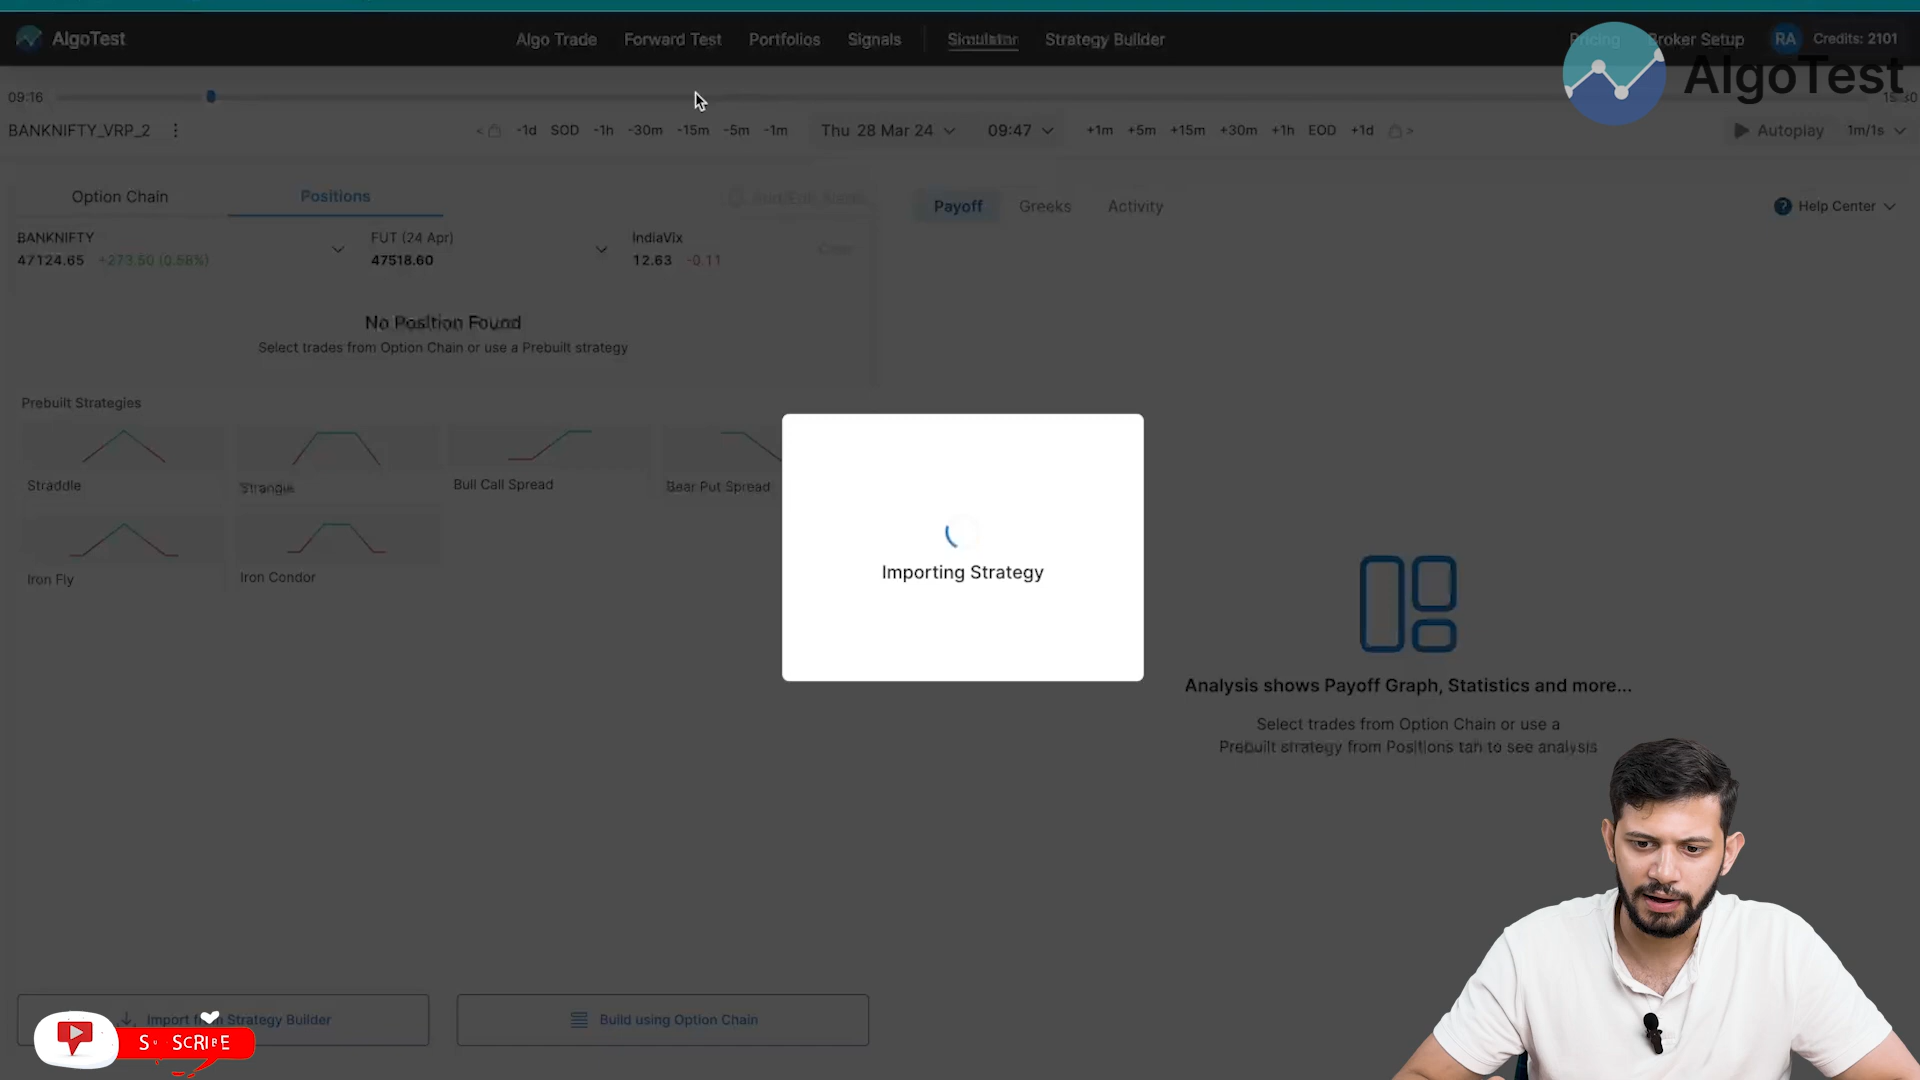 AlgoTest
Algo Trade Forward Test Portfolios Signals Simulator Strategy Builder
Pricing Broker Setup RA Credits: 2101
AlgoTest
09:16
BANKNIFTY_VRP_2
-1d SOD -1h -30m -15m -5m -1m Thu 28 Mar 24 09:47 +1m +5m +15m +30m +1h EOD +1d
Autoplay 1m/1s
Option Chain Positions
Payoff Greeks Activity
? Help Center
BANKNIFTY FUT (24 Apr) IndiaVix
47124.65 +273.50 (0.58%) 47518.60 12.63 -0.11
Clear
No Position Found
Select trades from Option Chain or use a Prebuilt strategy
Prebuilt Strategies
Straddle Strangle Bull Call Spread Bear Put Spread
Iron Fly Iron Condor
Importing Strategy
Analysis shows Payoff Graph, Statistics and more...
Select trades from Option Chain or use a
Prebuilt strategy from Positions tab to see analysis
Import from Strategy Builder Build using Option Chain